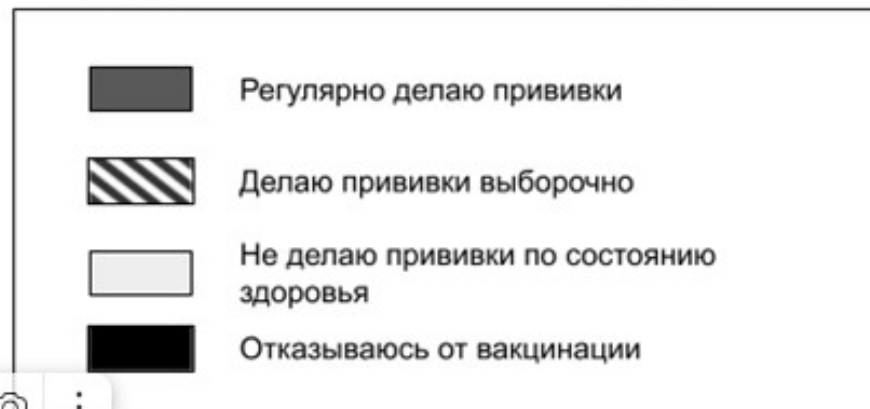 Регулярно делаю прививки
Делаю прививки выборочно
Не делаю прививки по состоянию
здоровья
Отказываюсь от вакцинации